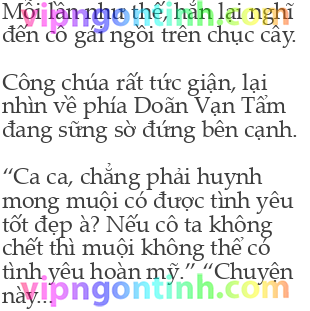 Mỗi lần như thế, hắn lại nghĩ
vipngontinh.com
đến cô gái ngồi trên chục cây.
Công chúa rất tức giận, lại
nhìn về phía Doãn Vạn Tẩm
đang sững sờ đứng bên cạnh.
“Ca ca, chẳng phải huynh
mong muội có được tình yêu
tốt đẹp à? Nếu cô ta không
chết thì muội không thể có
tình yêu hoàn mỹ.” “Chuyện
này...
vipngontinh.com